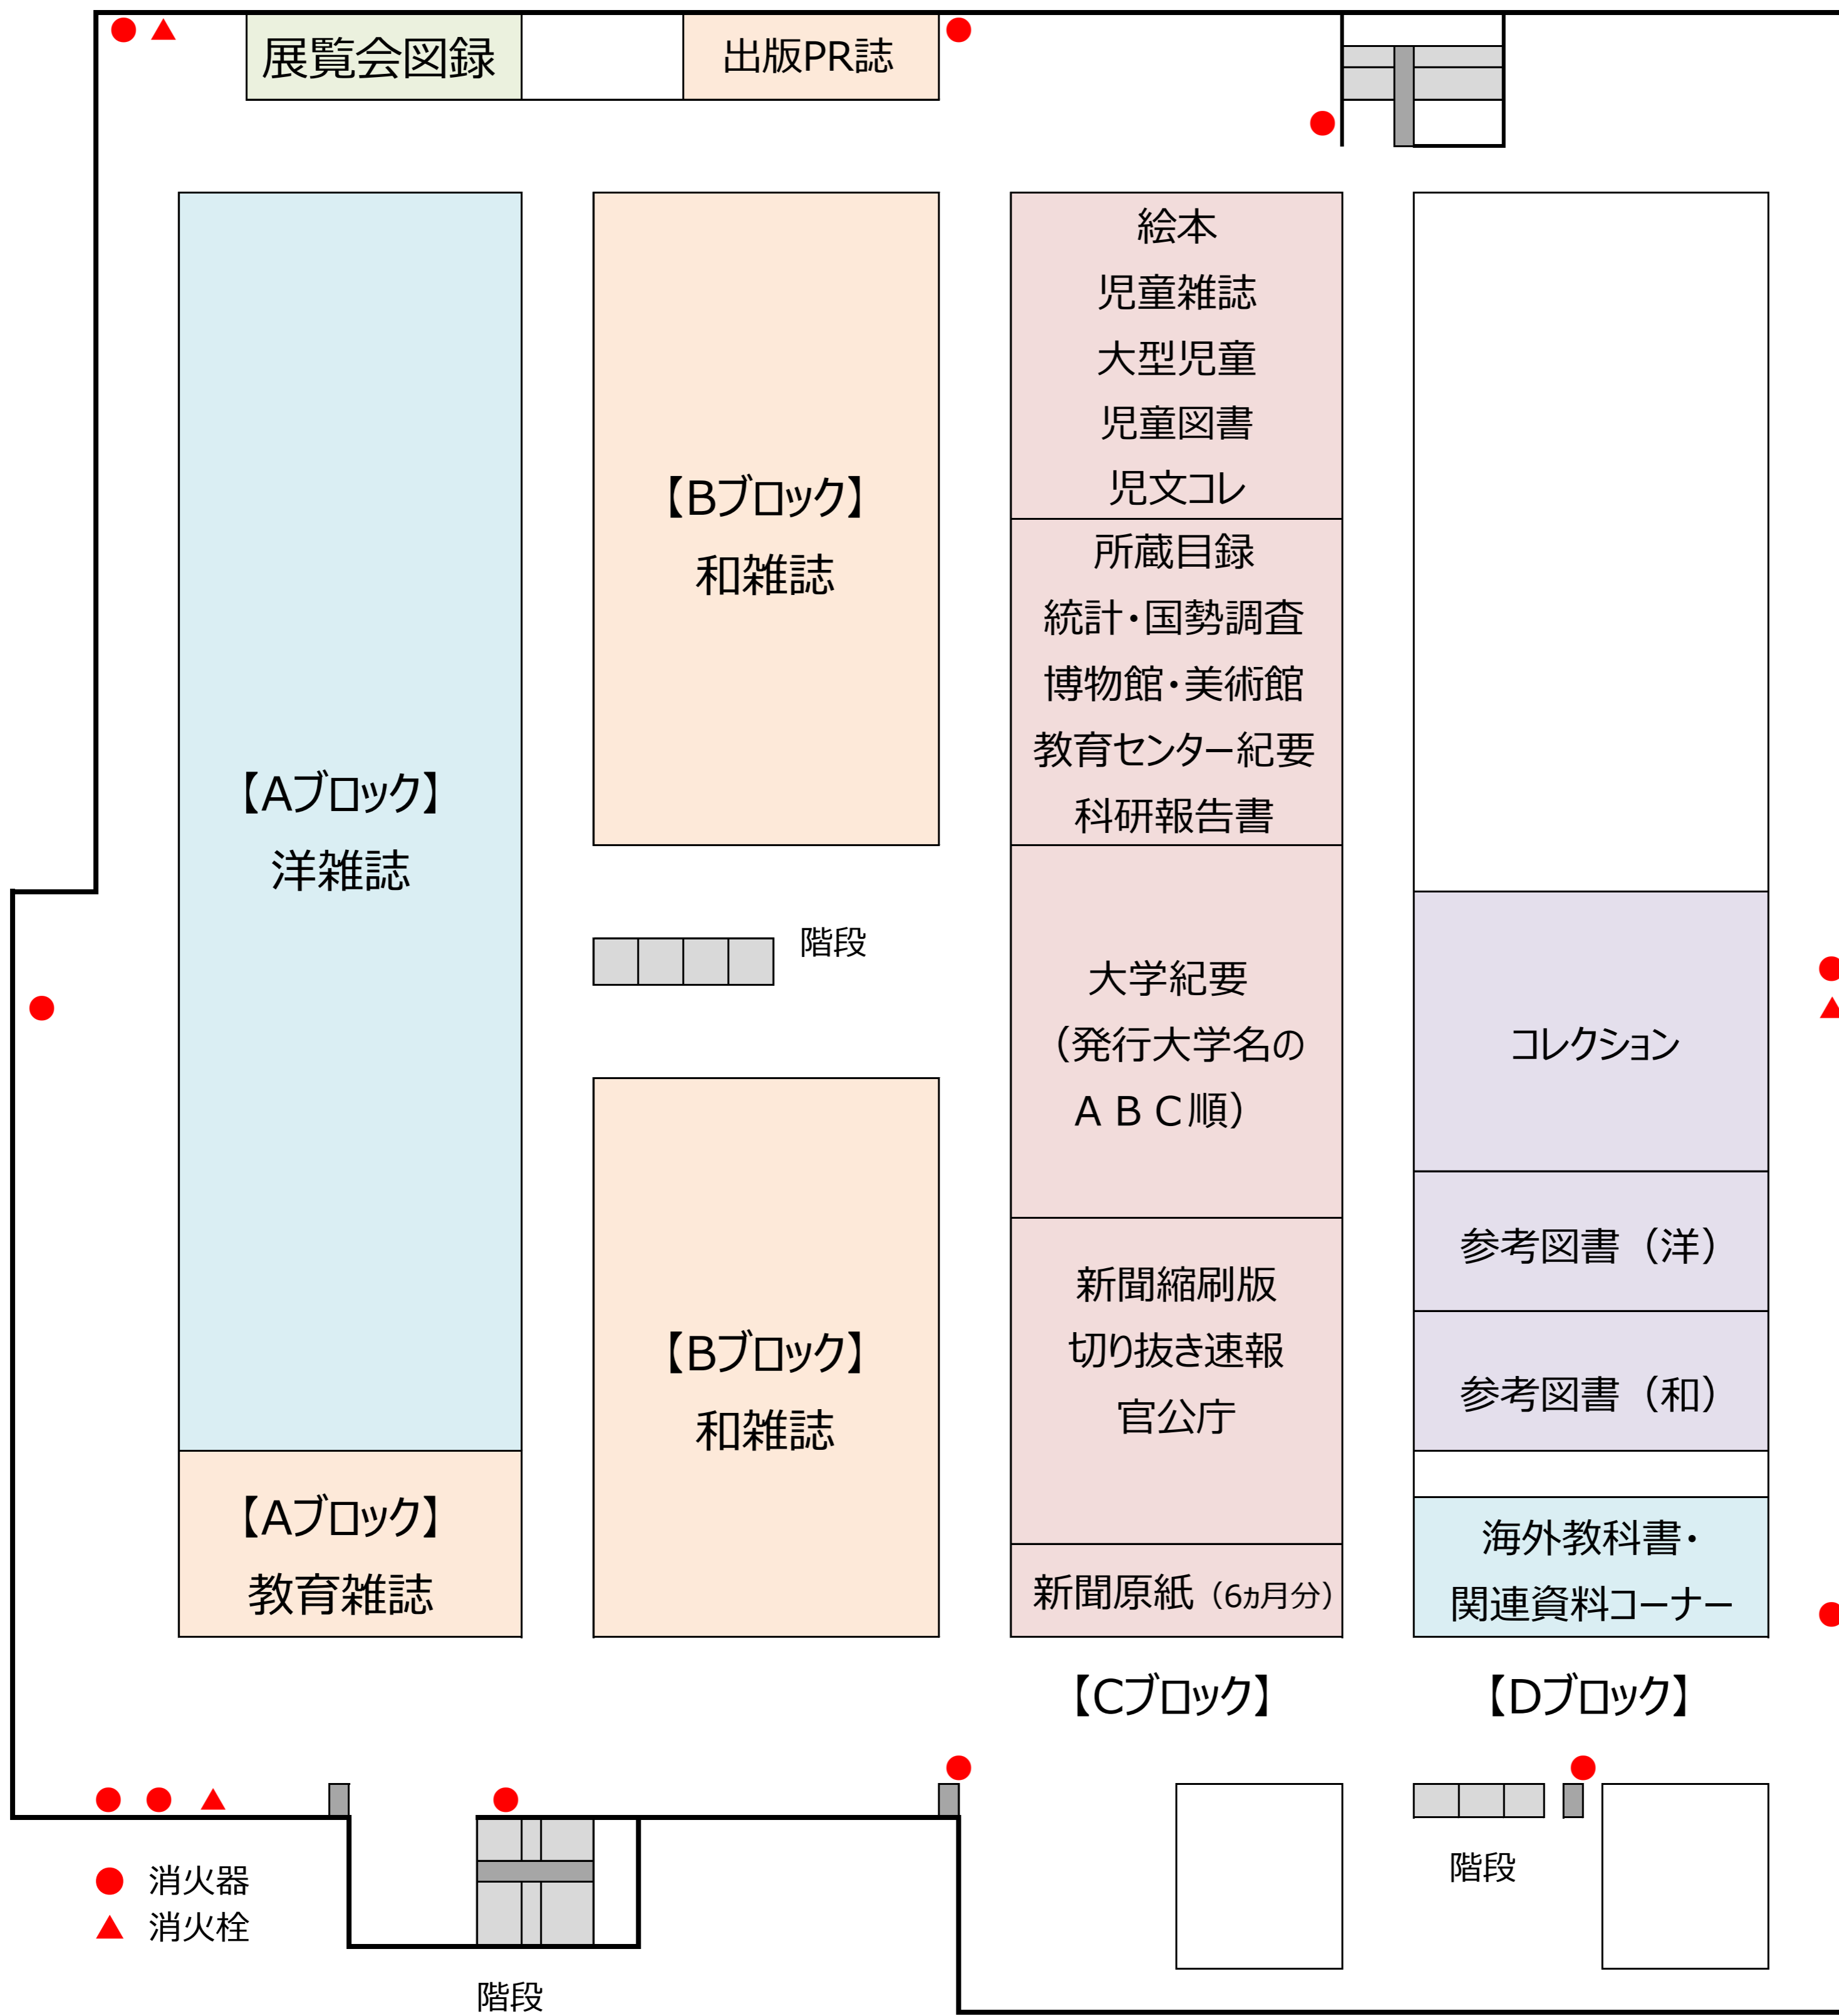 展覧会図録
出版PR誌
【Aブロック】
洋雑誌
【Aブロック】
教育雑誌
【Bブロック】
和雑誌
階段
【Bブロック】
和雑誌
絵本
児童雑誌
大型児童
児童図書
児文コレ
所蔵目録
統計・国勢調査
博物館・美術館
教育センター紀要
科研報告書
大学紀要
（発行大学名の
ＡＢＣ順）
新聞縮刷版
切り抜き速報
官公庁
新聞原紙（6ヵ月分）
【Cブロック】
コレクション
参考図書（洋）
参考図書（和）
海外教科書・
関連資料コーナー
【Dブロック】
階段
消火器
消火栓
階段